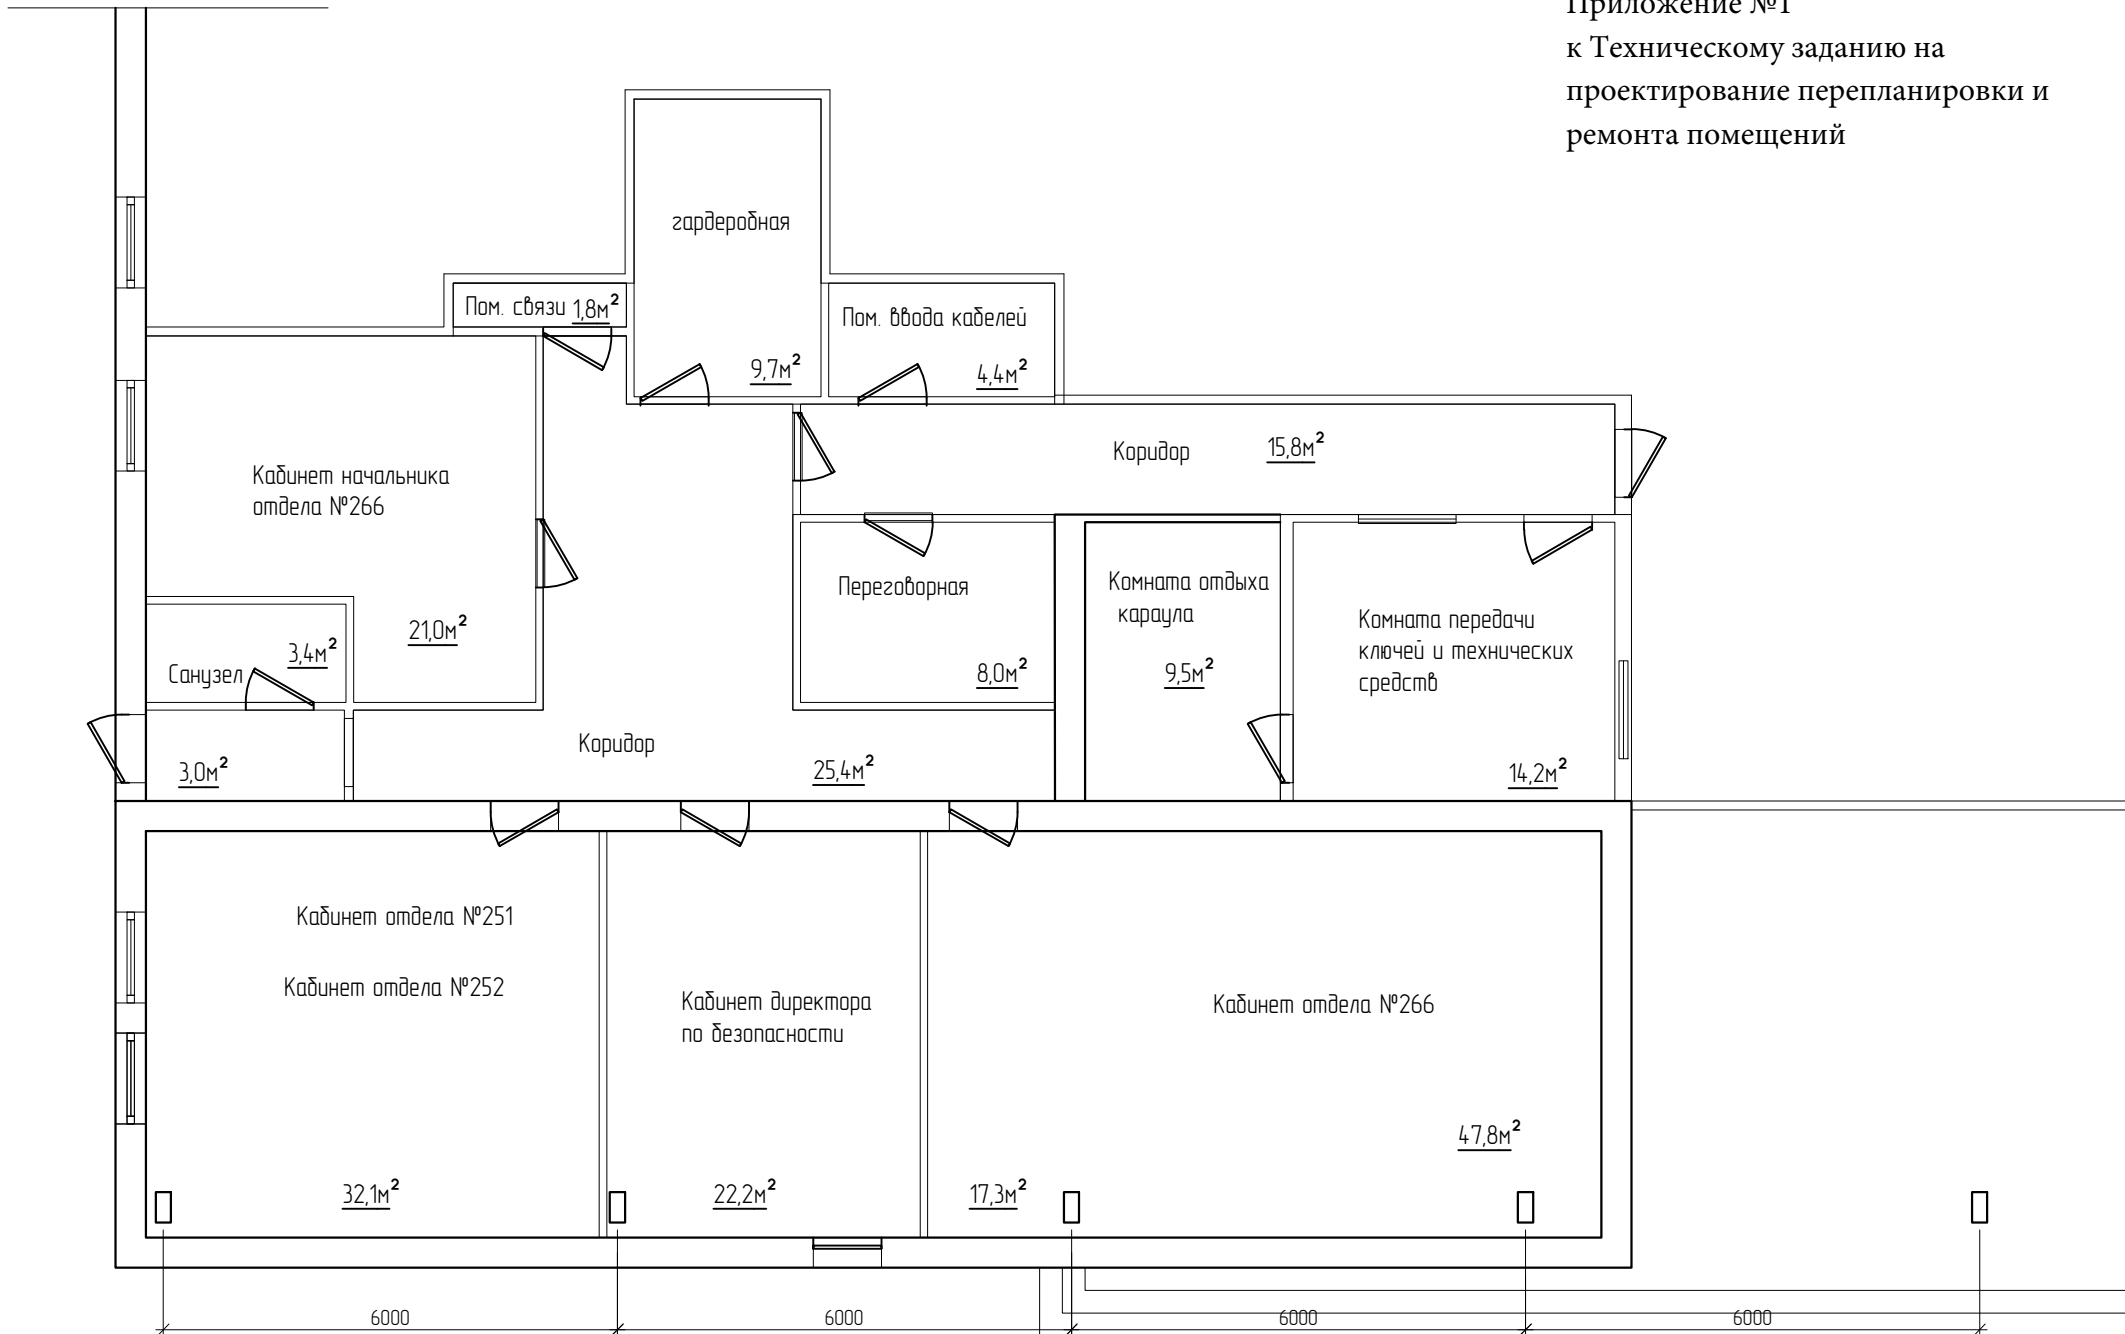 Приложение №1
к Техническому заданию на
проектирование перепланировки и
ремонта помещений
гардеробная
9,7м²
Пом. связи 1,8м²
Пом. ввода кабелей
4,4м²
Коридор 15,8м²
Кабинет начальника
отдела №266
21,0м²
Переговорная
8,0м²
Комната отдыха
караула
9,5м²
Комната передачи
ключей и технических
средств
14,2м²
3,4м²
Санузел
3,0м²
Коридор
25,4м²
Кабинет отдела №251
Кабинет отдела №252
32,1м²
Кабинет директора
по безопасности
22,2м²
Кабинет отдела №266
47,8м²
17,3м²
6000 6000 6000 6000